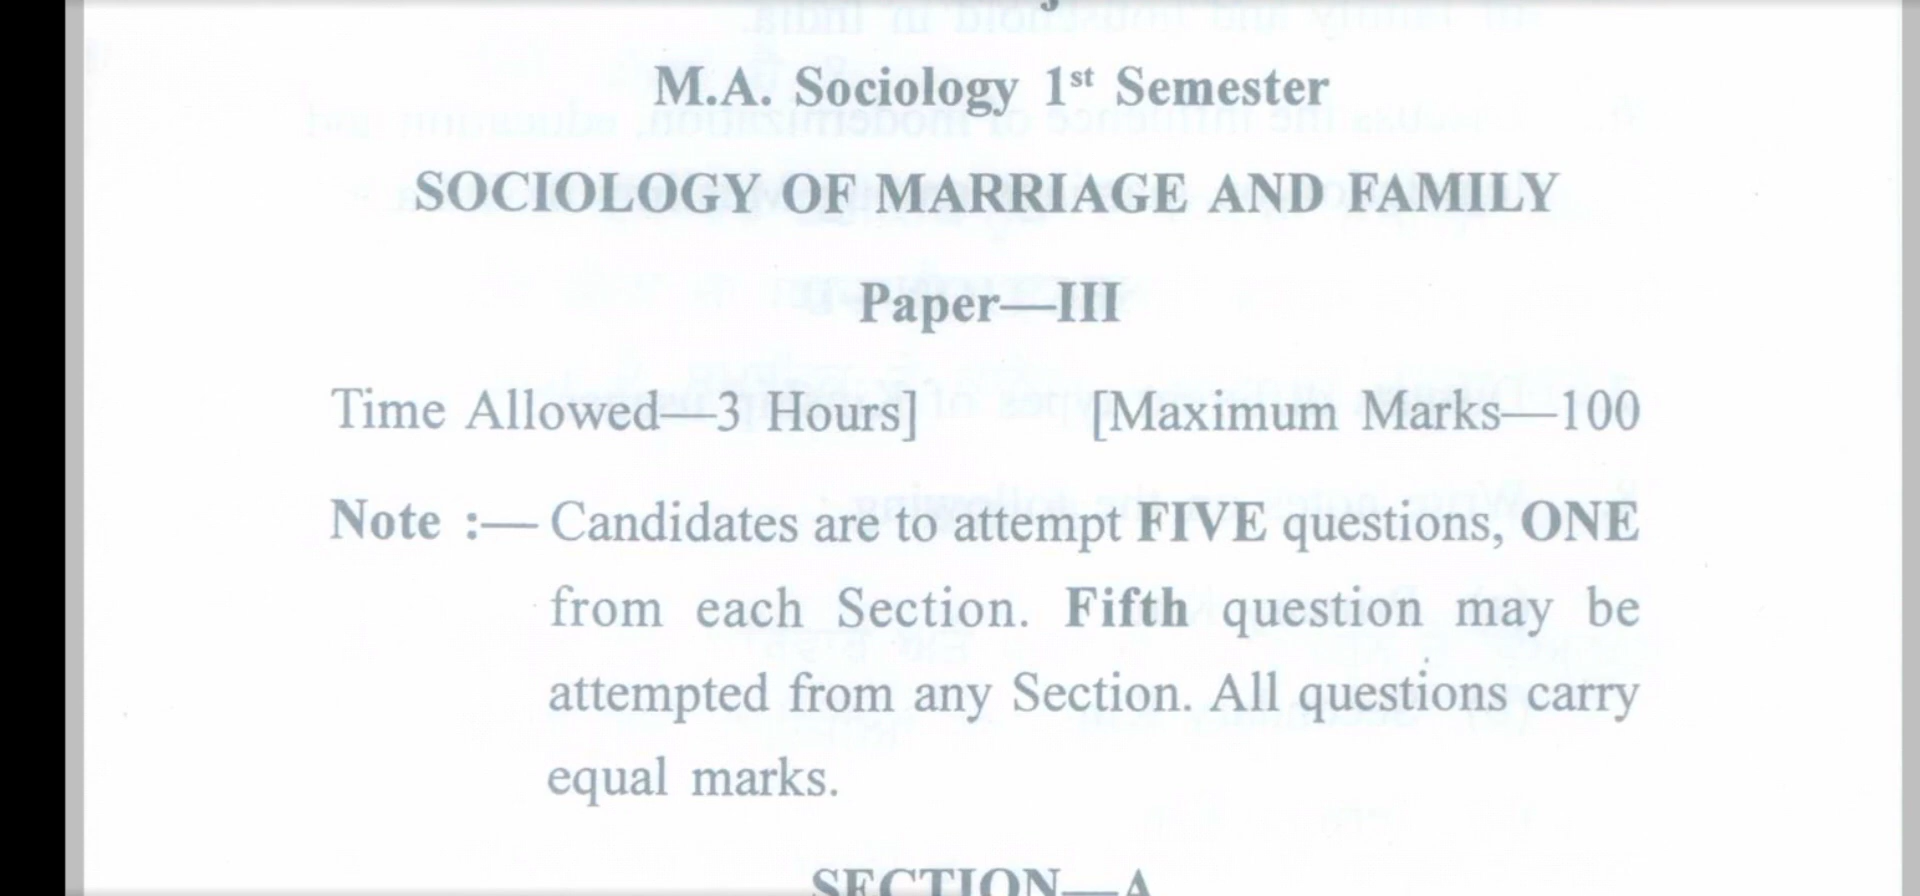 M.A. Sociology 1st Semester
SOCIOLOGY OF MARRIAGE AND FAMILY
Paper—III
Time Allowed—3 Hours] [Maximum Marks—100
Note :— Candidates are to attempt FIVE questions, ONE
from each Section. Fifth question may be
attempted from any Section. All questions carry
equal marks.
SECTION—A